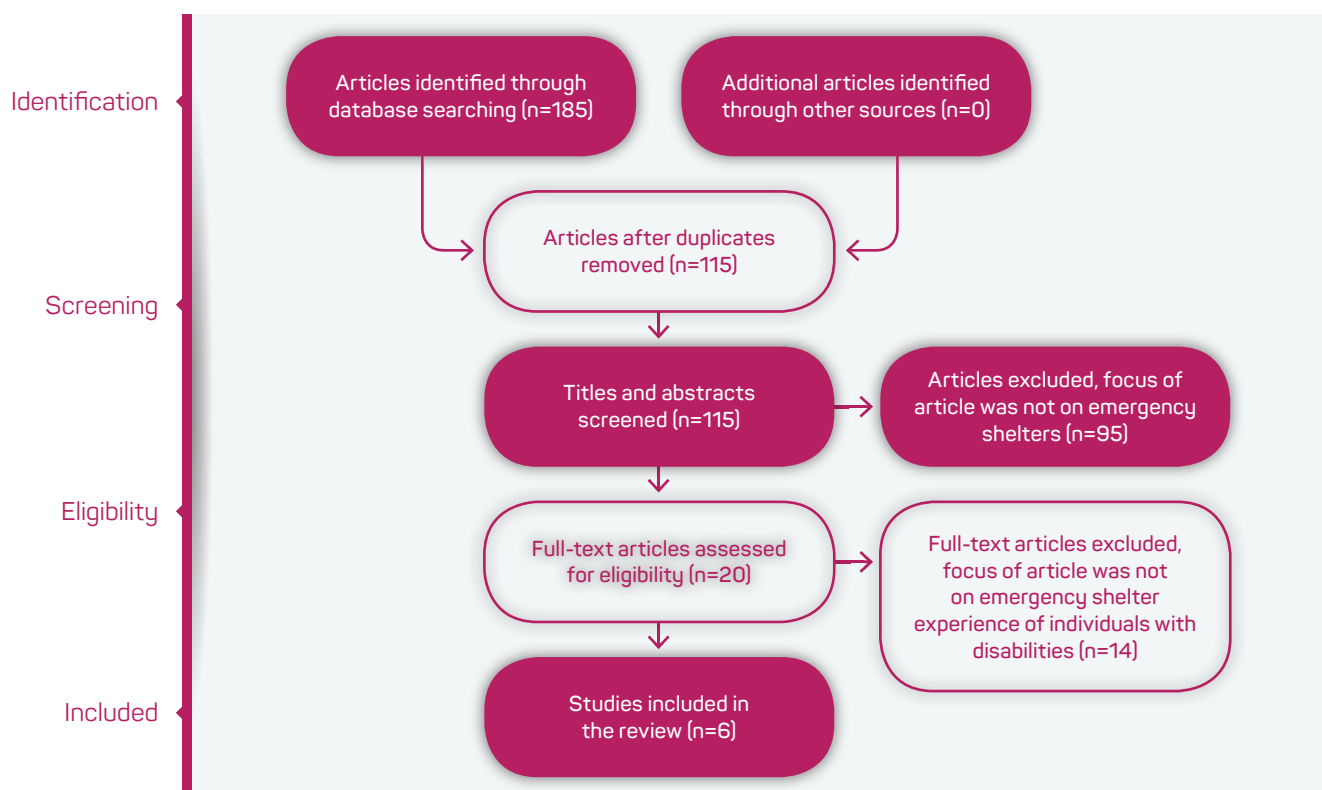 Identification
Articles identified through
database searching (n=185)
Additional articles identified
through other sources (n=0)
Articles after duplicates
removed (n=115)
Screening
Titles and abstracts
screened (n=115)
Articles excluded, focus of
article was not on emergency
shelters (n=95)
Eligibility
Full-text articles assessed
for eligibility (n=20)
Full-text articles excluded,
focus of article was not
on emergency shelter
experience of individuals with
disabilities (n=14)
Included
Studies included in
the review (n=6)